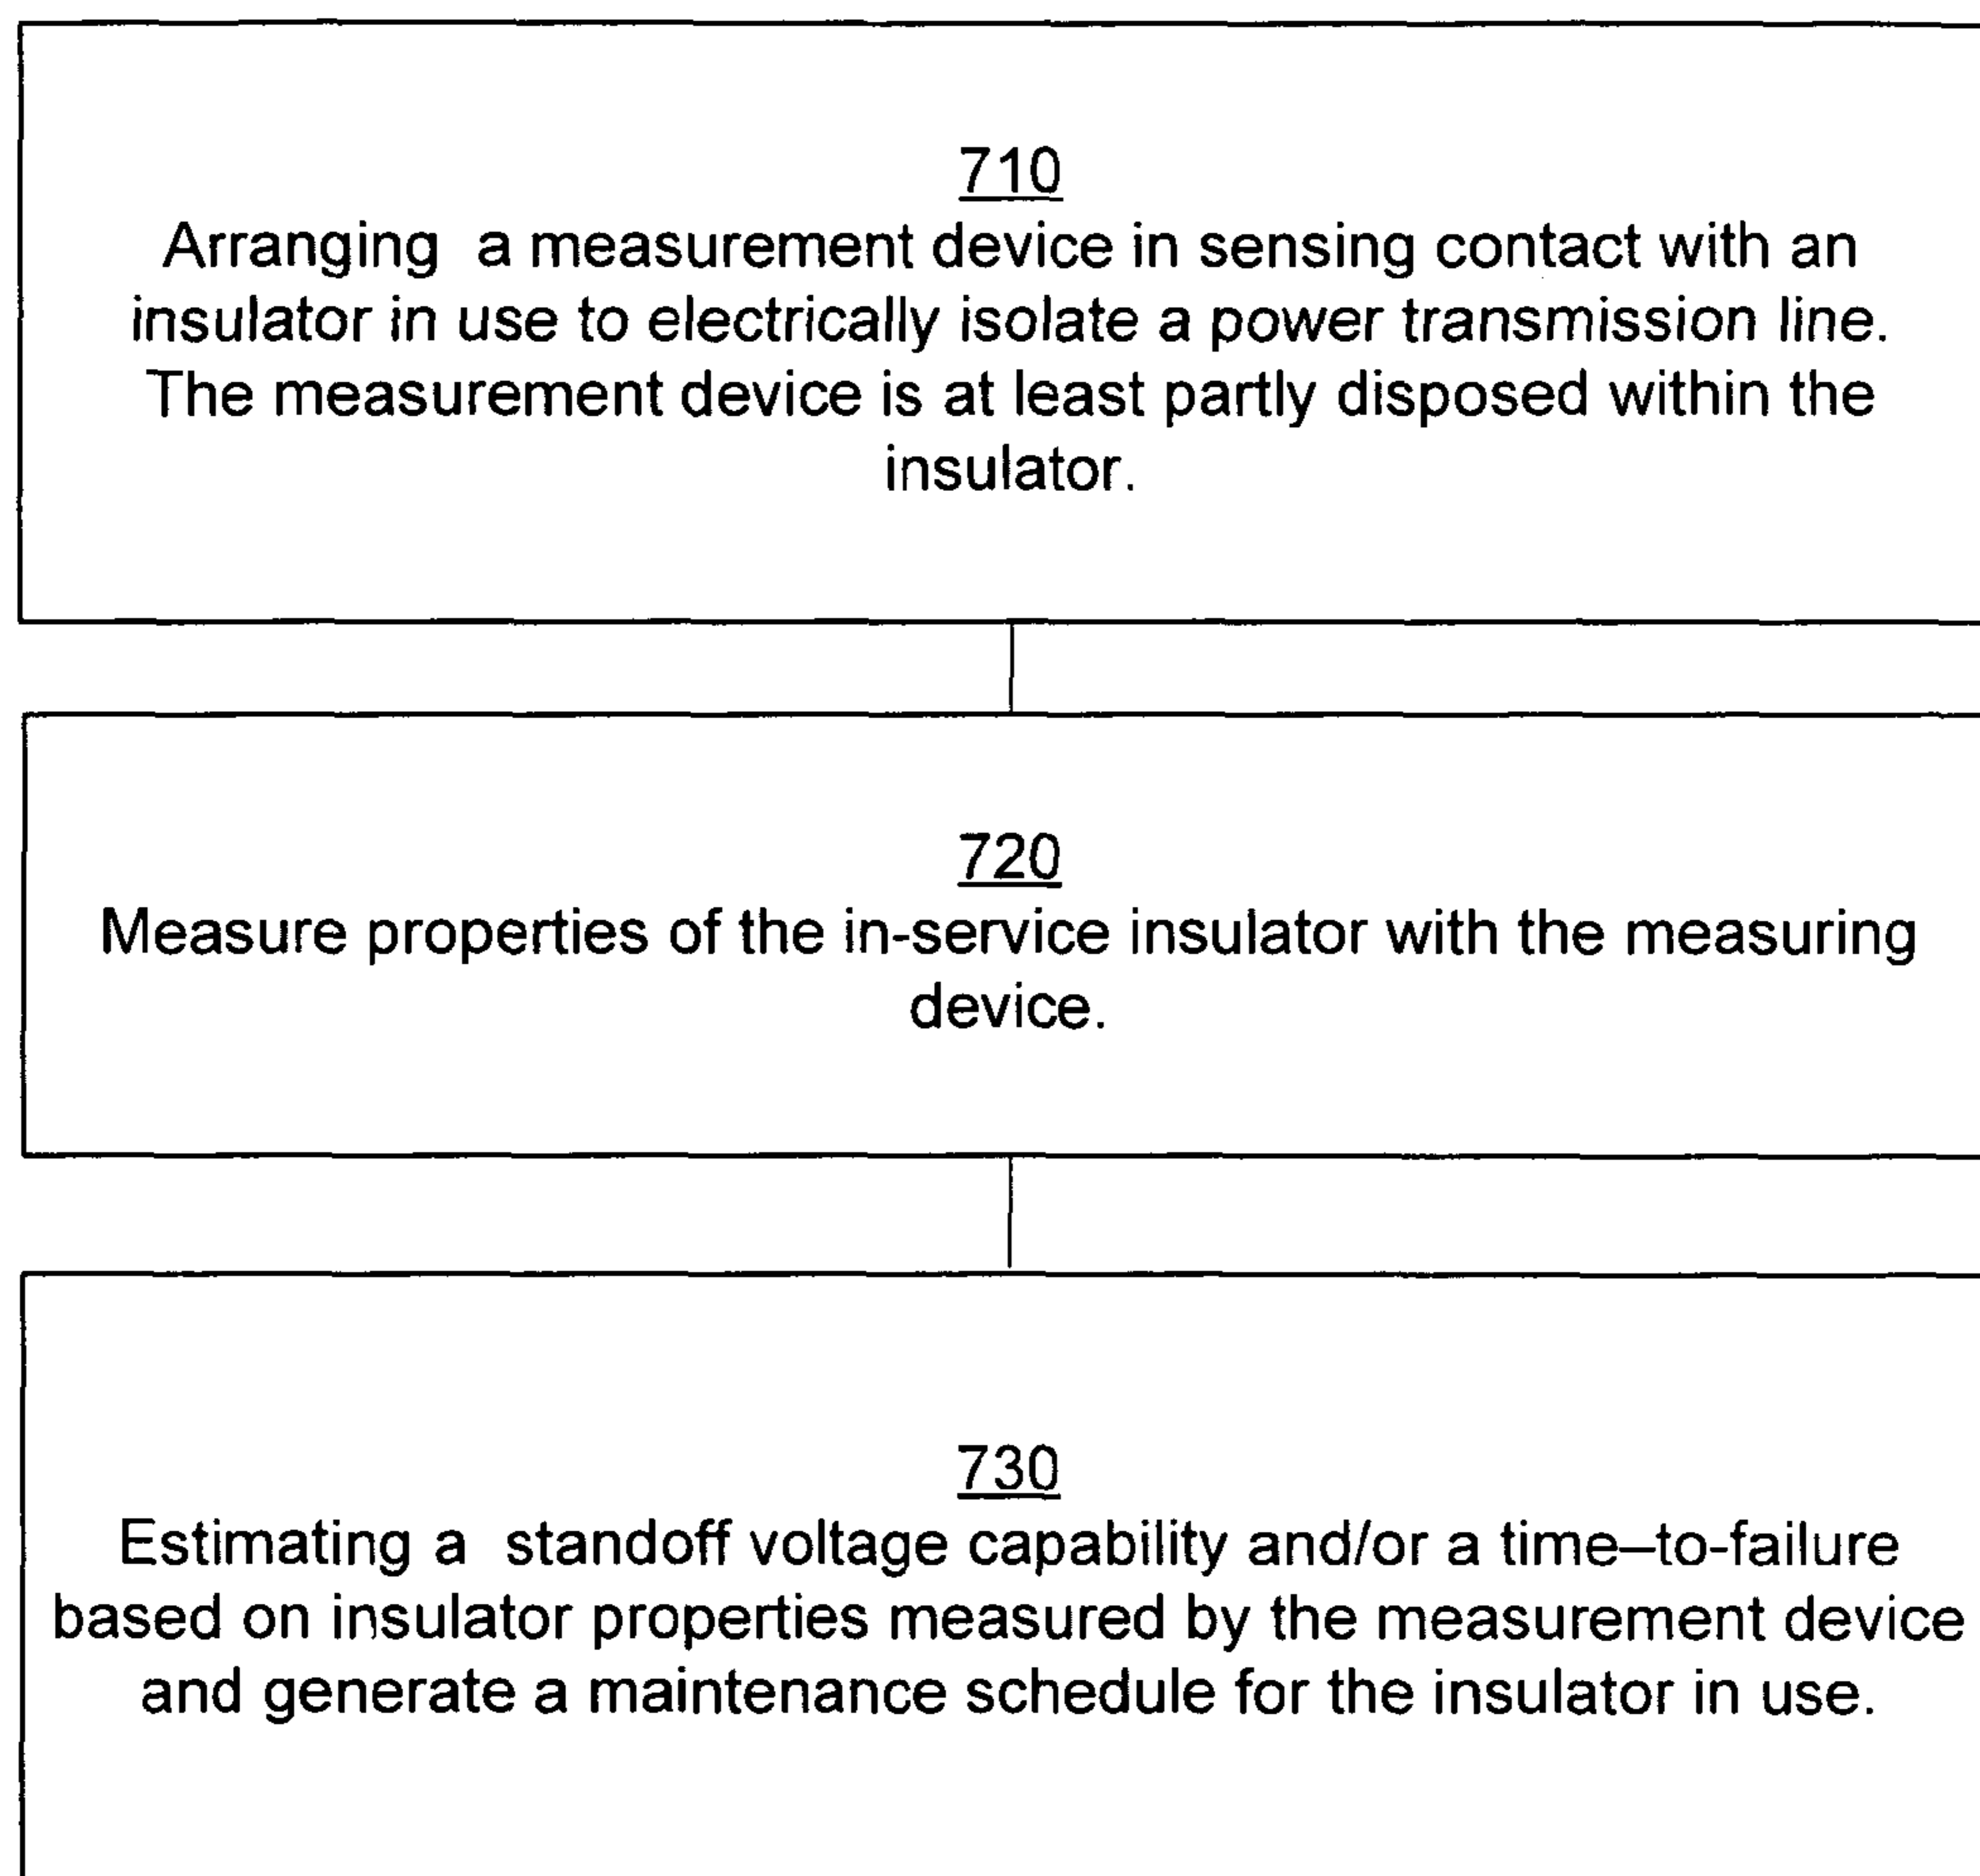 710
Arranging a measurement device in sensing contact with an
insulator in use to electrically isolate a power transmission line.
The measurement device is at least partly disposed within the
insulator.
720
Measure properties of the in-service insulator with the measuring
device.
730
Estimating a standoff voltage capability and/or a time–to-failure
based on insulator properties measured by the measurement device
and generate a maintenance schedule for the insulator in use.